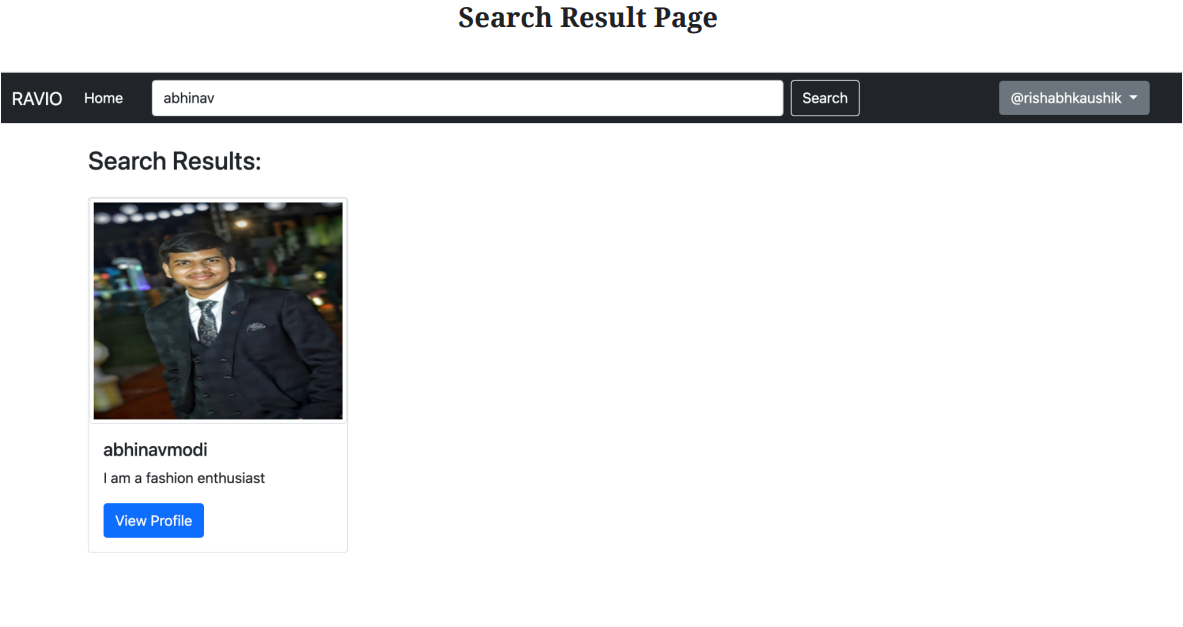 Search Result Page
RAVIO Home abhinav Search @rishabhkaushik
Search Results:
abhinavmodi
I am a fashion enthusiast
View Profile